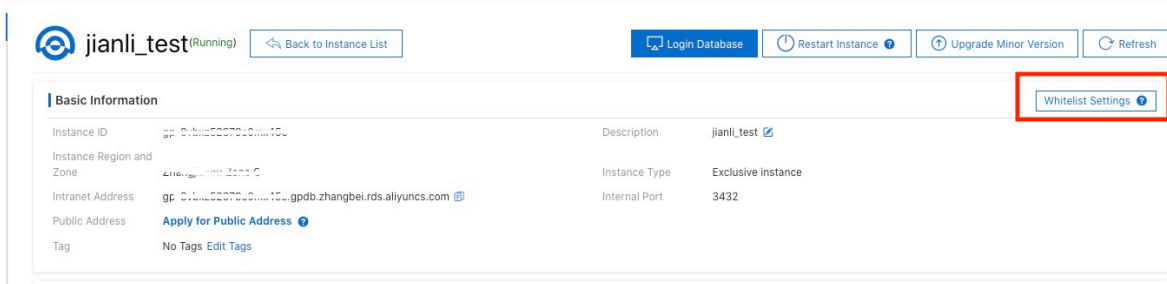 jianli_test(Running) Back to Instance List Login Database Restart Instance Upgrade Minor Version Refresh
Basic Information Whitelist Settings
Instance ID Description jianli_test
Instance Region and
Zone Instance Type Exclusive instance
Intranet Address .gpdb.zhangbei.rds.aliyuncs.com Internal Port 3432
Public Address Apply for Public Address
Tag No Tags Edit Tags